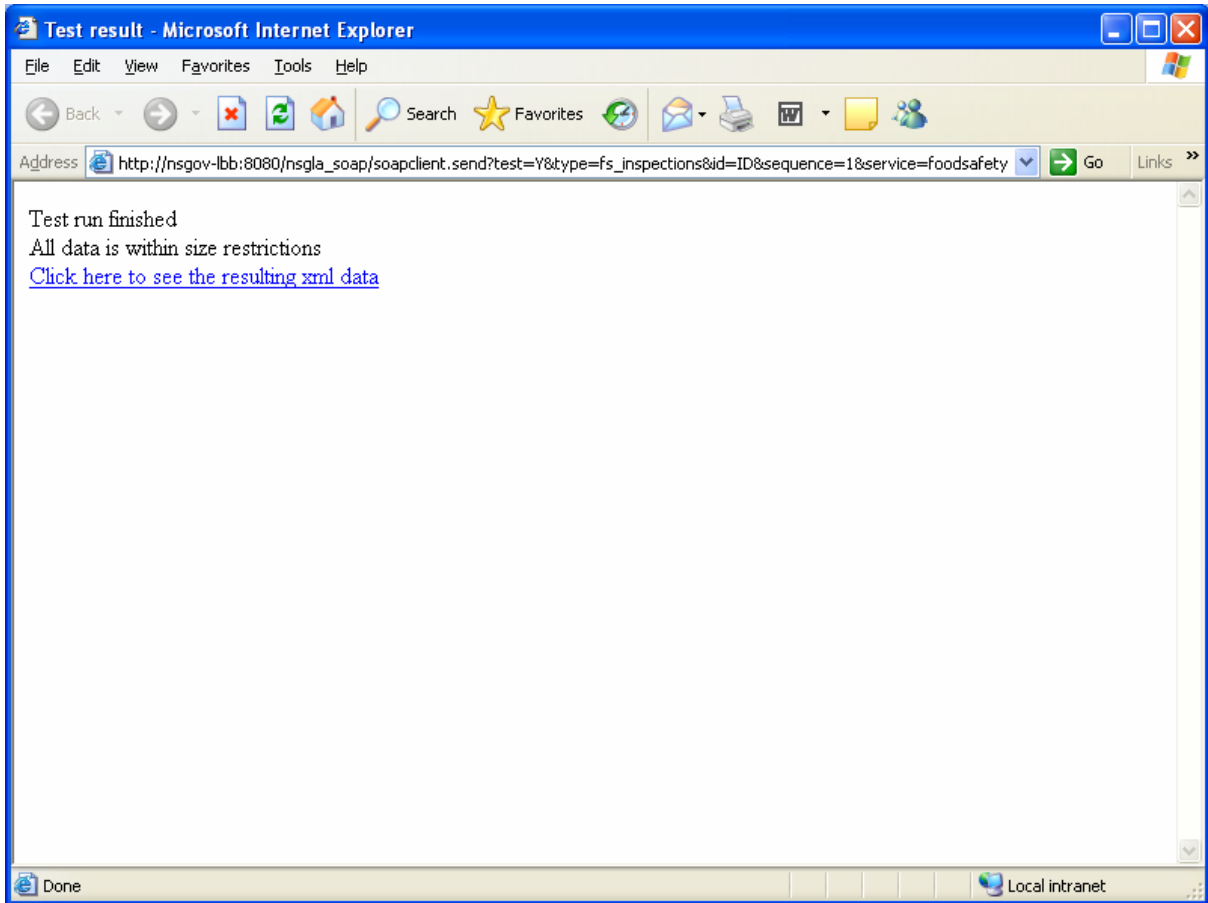 Test result - Microsoft Internet Explorer
File Edit View Favorites Tools Help
Back Search Favorites
Address http://nsgov-lbb:8080/nsgla_soap/soapclient.send?test=Y&type=fs_inspections&id=ID&sequence=1&service=foodsafety Go Links »
Test run finished
All data is within size restrictions
Click here to see the resulting xml data
Done Local intranet